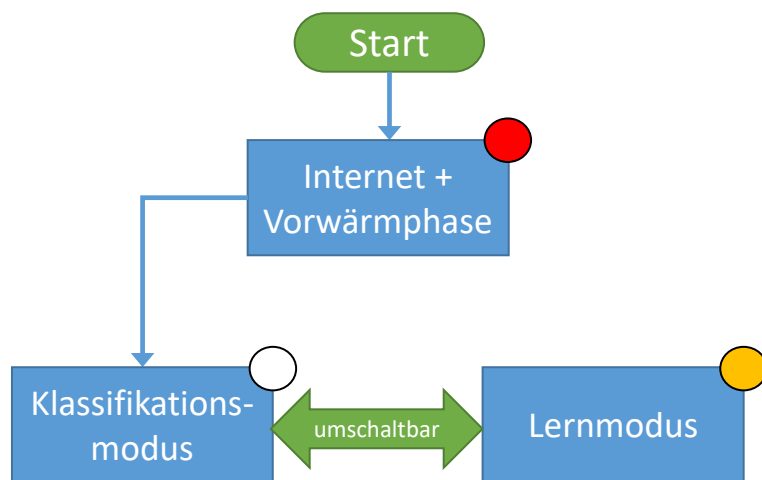 Start
Internet +
Vorwärmphase
Klassifikations-
modus
umschaltbar
Lernmodus